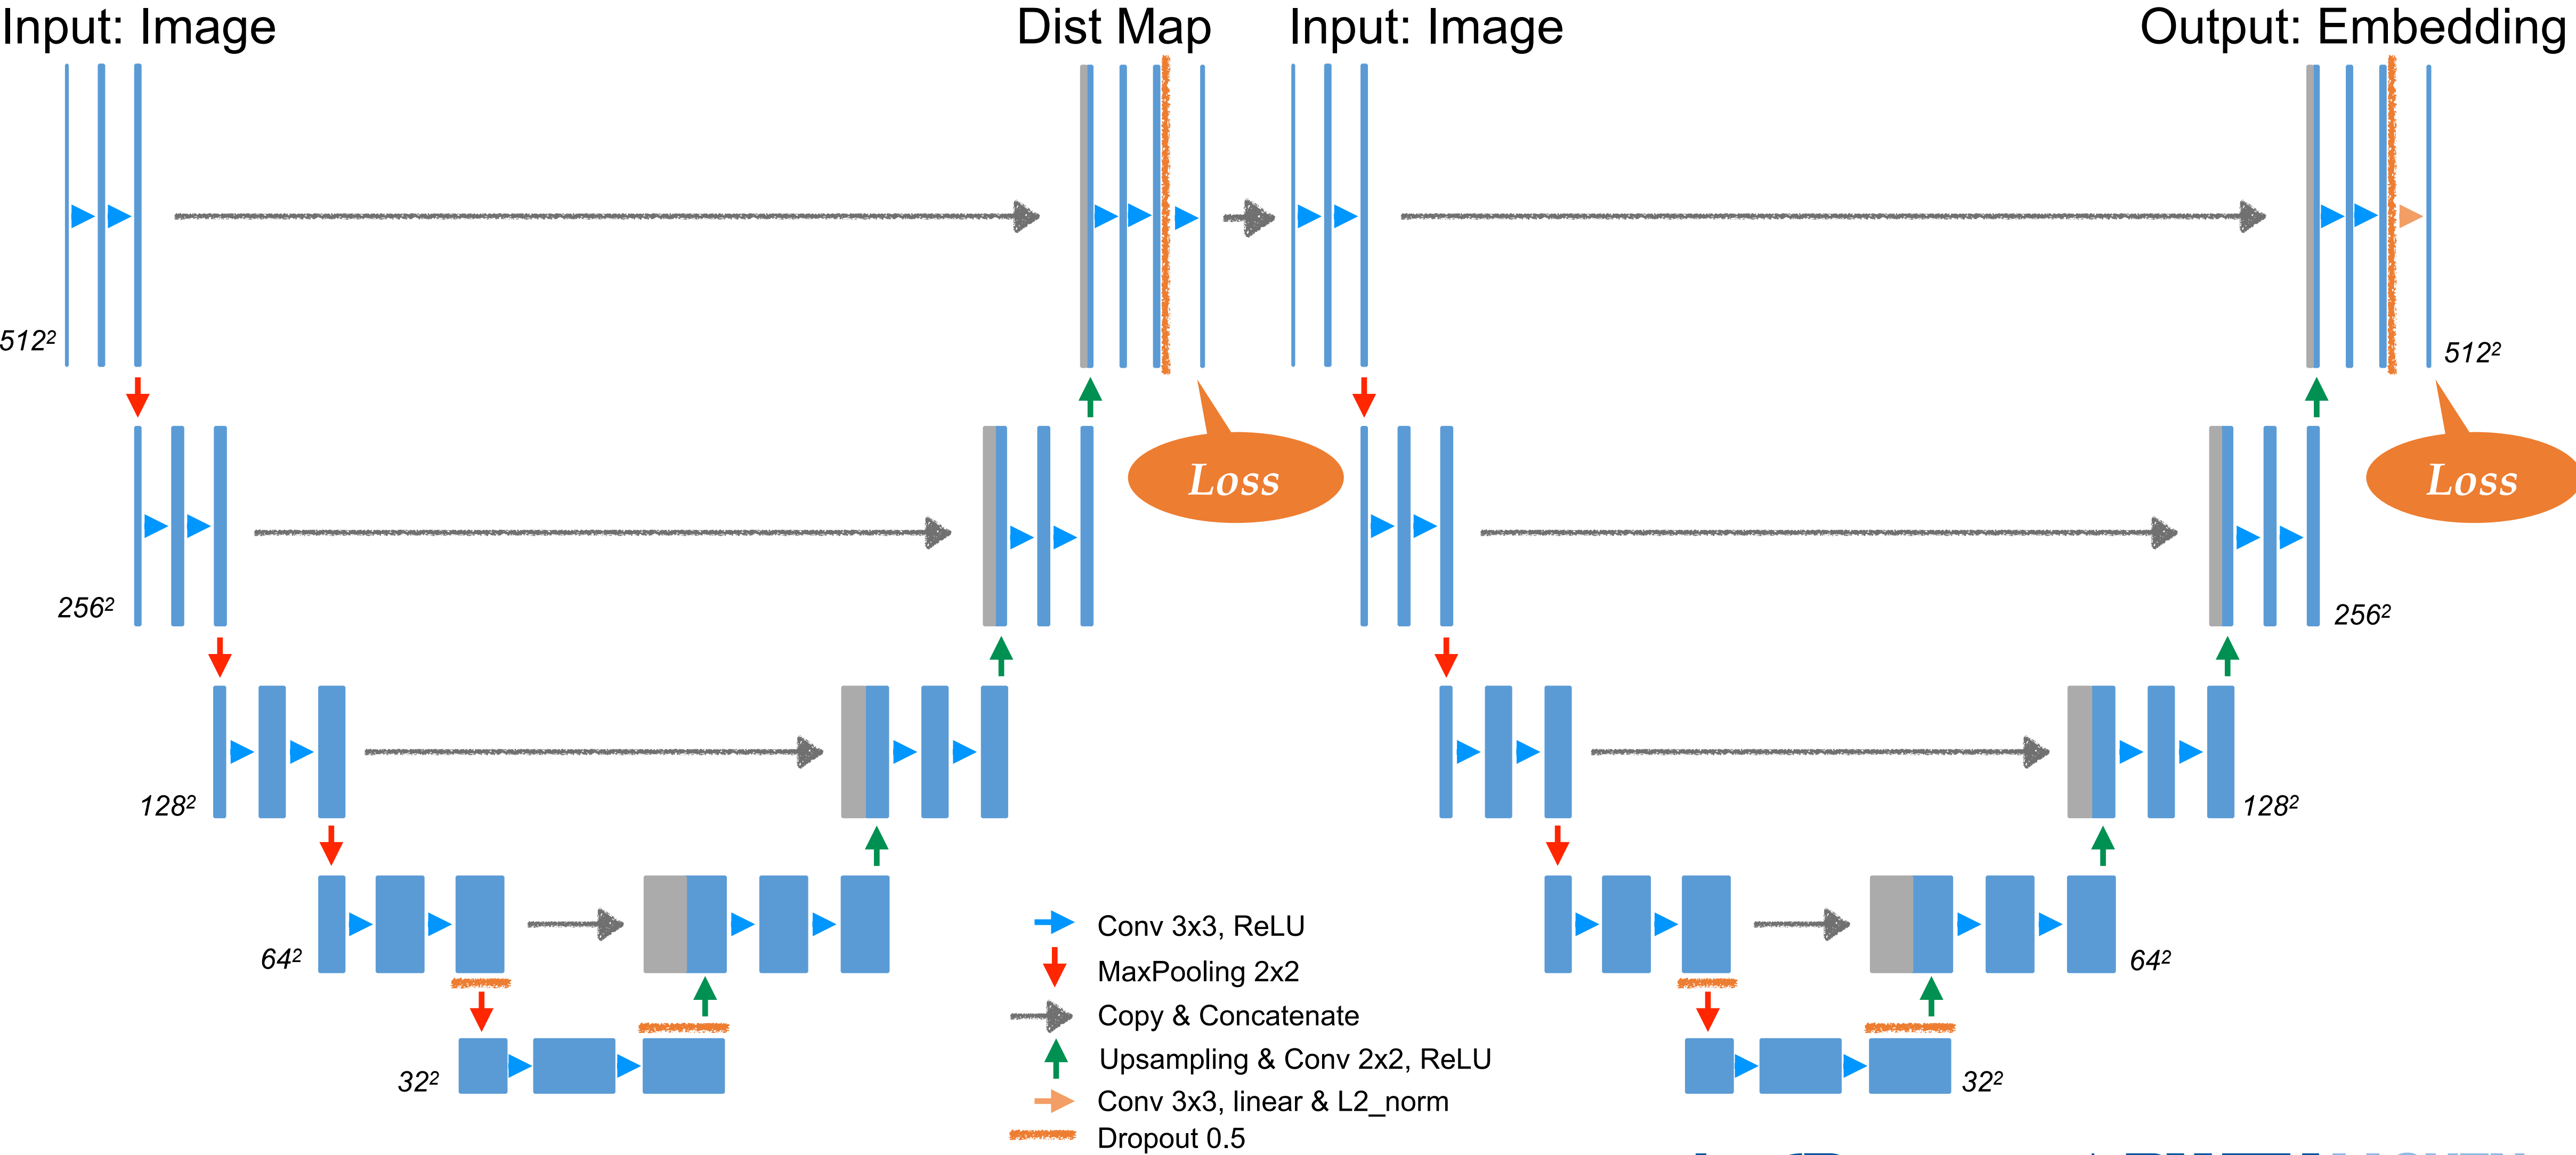 Input: Image
Dist Map
Input: Image
Output: Embedding
512²
512²
Loss
Loss
256²
256²
128²
128²
64²
64²
32²
32²
Conv 3x3, ReLU
MaxPooling 2x2
Copy & Concatenate
Upsampling & Conv 2x2, ReLU
Conv 3x3, linear & L2_norm
Dropout 0.5